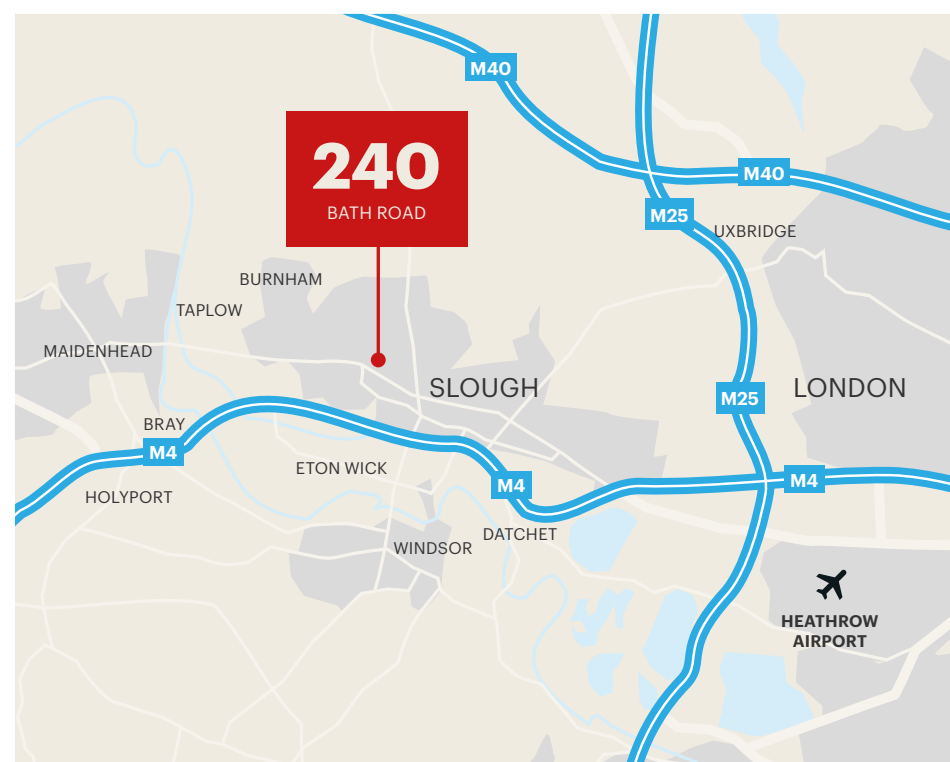 M40
240
BATH ROAD
M40
M25
UXBRIDGE
BURNHAM
TAPLOW
MAIDENHEAD
SLOUGH
M25
LONDON
BRAY
M4
ETON WICK
M4
M4
HOLYPORT
DATCHET
WINDSOR
HEATHROW
AIRPORT